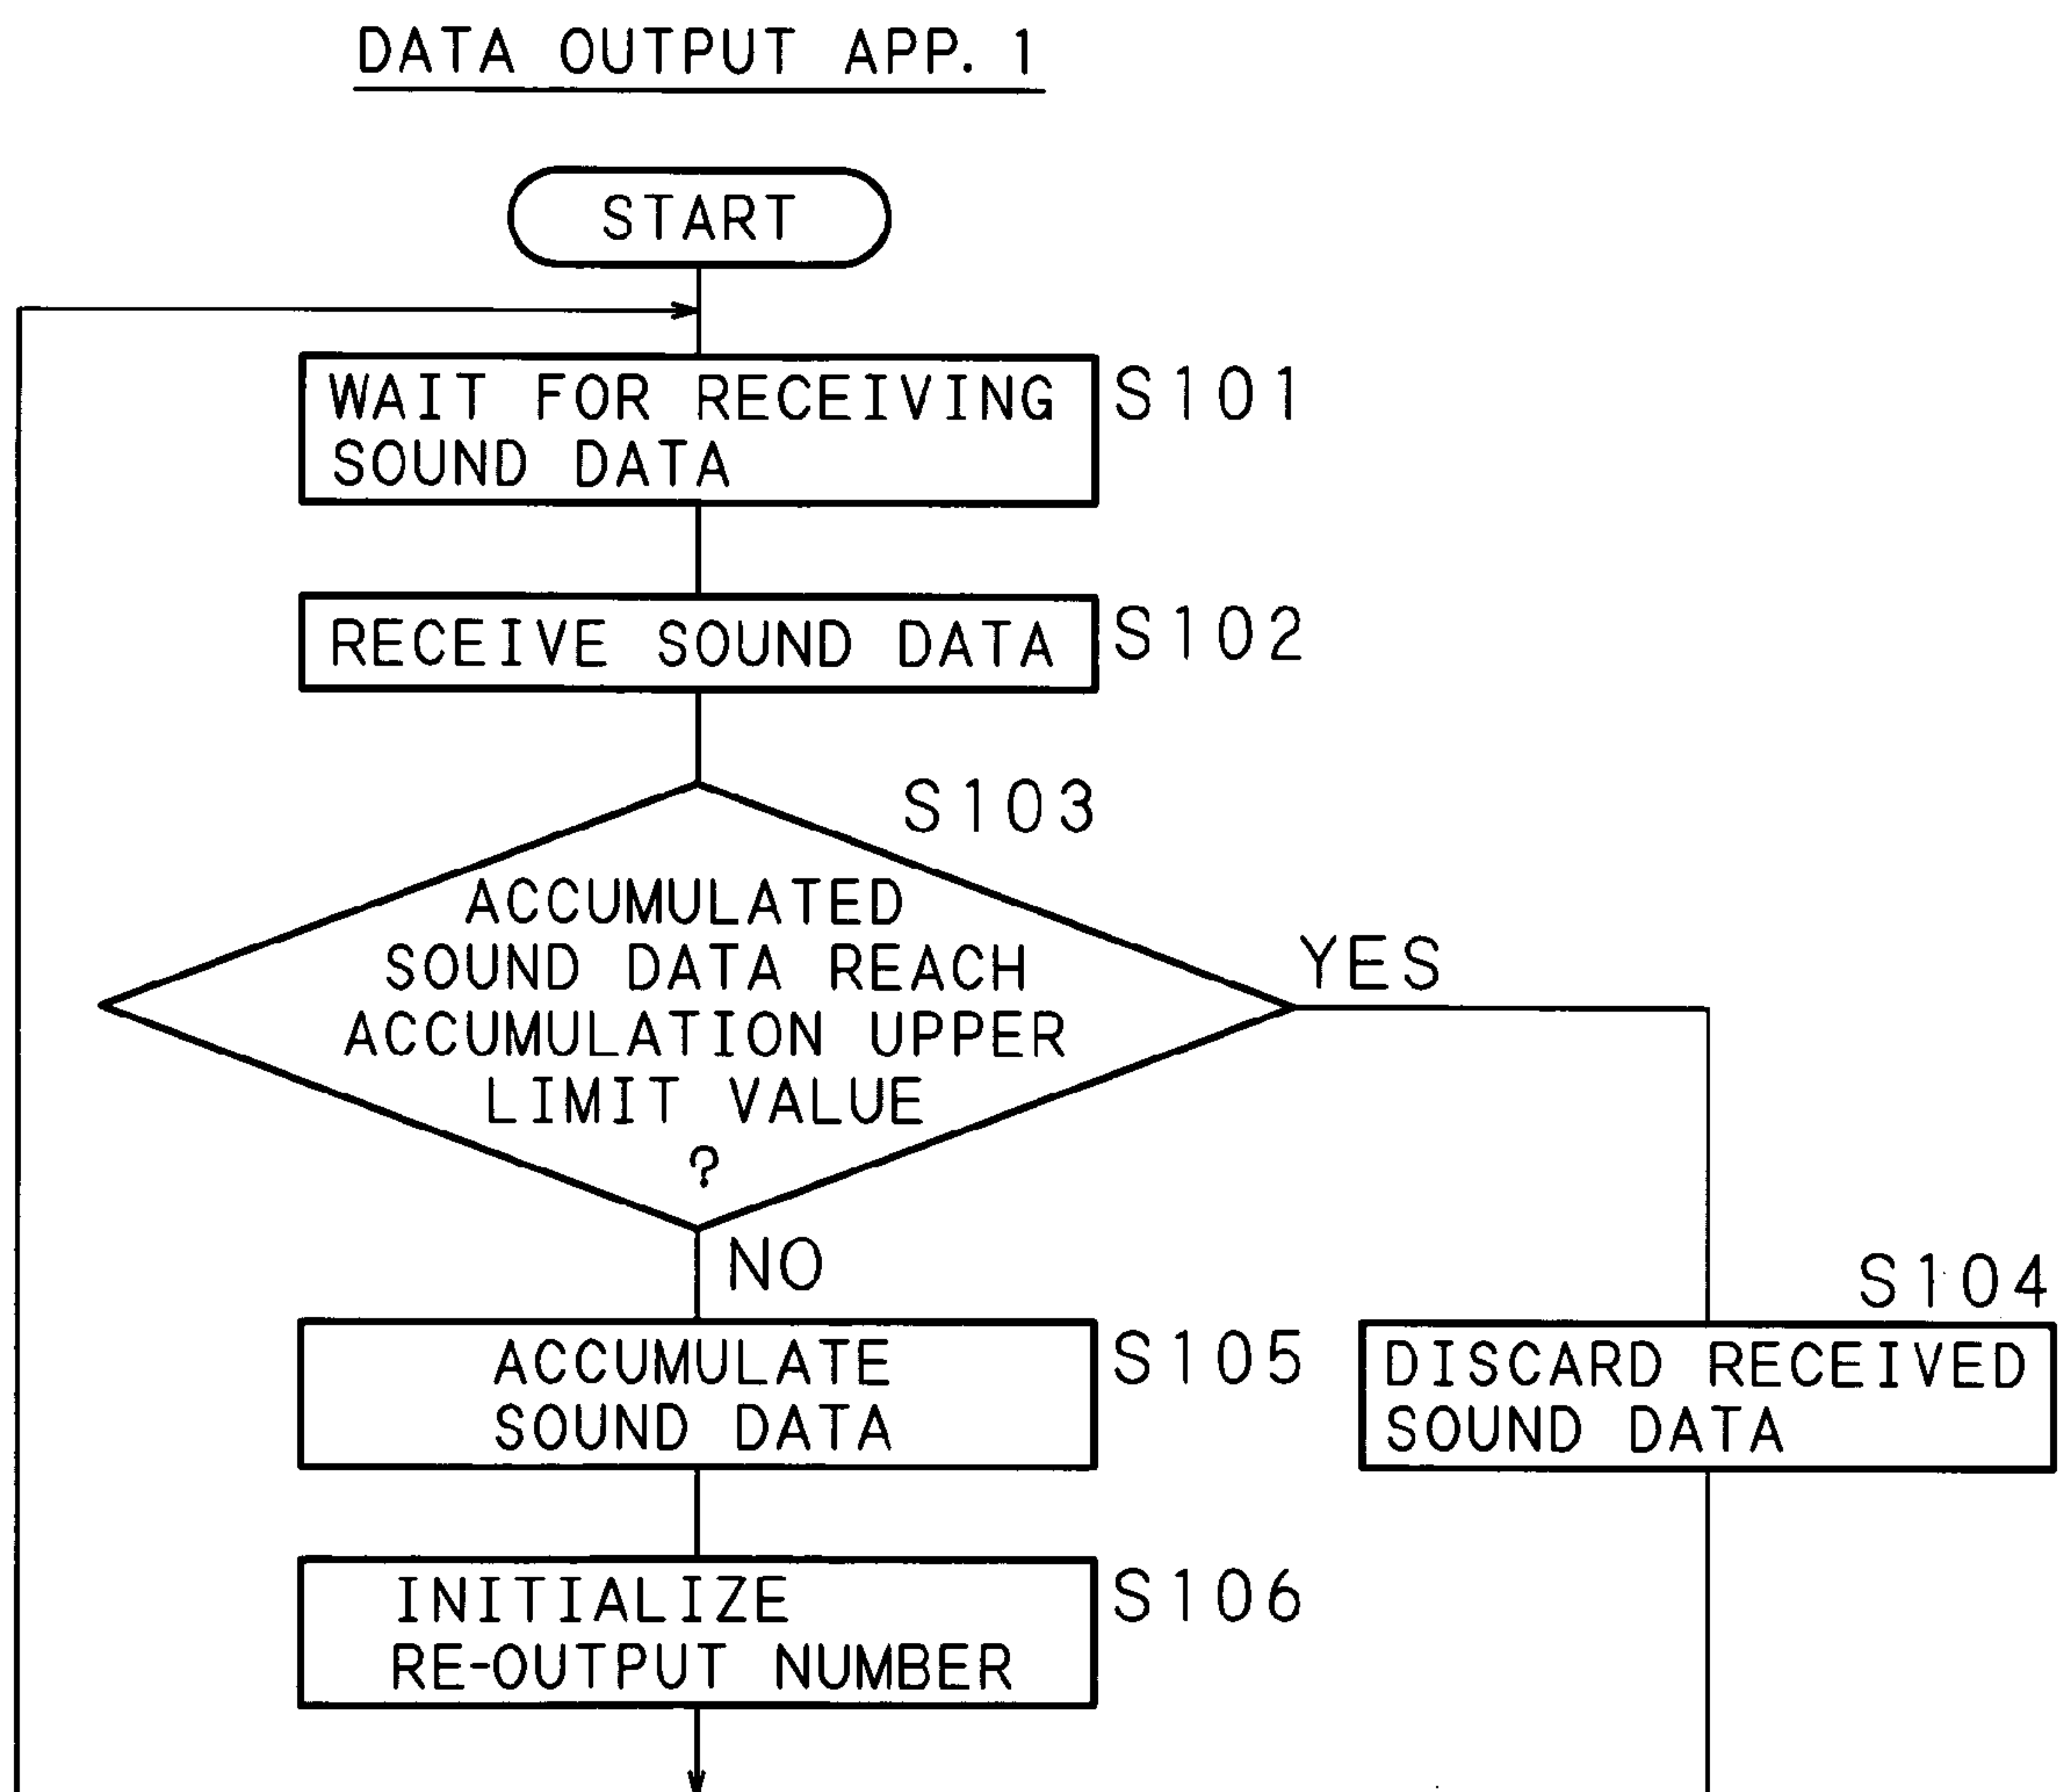 DATA OUTPUT APP. 1
START
WAIT FOR RECEIVING
SOUND DATA
S101
RECEIVE SOUND DATA
S102
S103
ACCUMULATED
SOUND DATA REACH
ACCUMULATION UPPER
LIMIT VALUE
?
YES
NO
S104
ACCUMULATE
SOUND DATA
S105
DISCARD RECEIVED
SOUND DATA
INITIALIZE
RE-OUTPUT NUMBER
S106